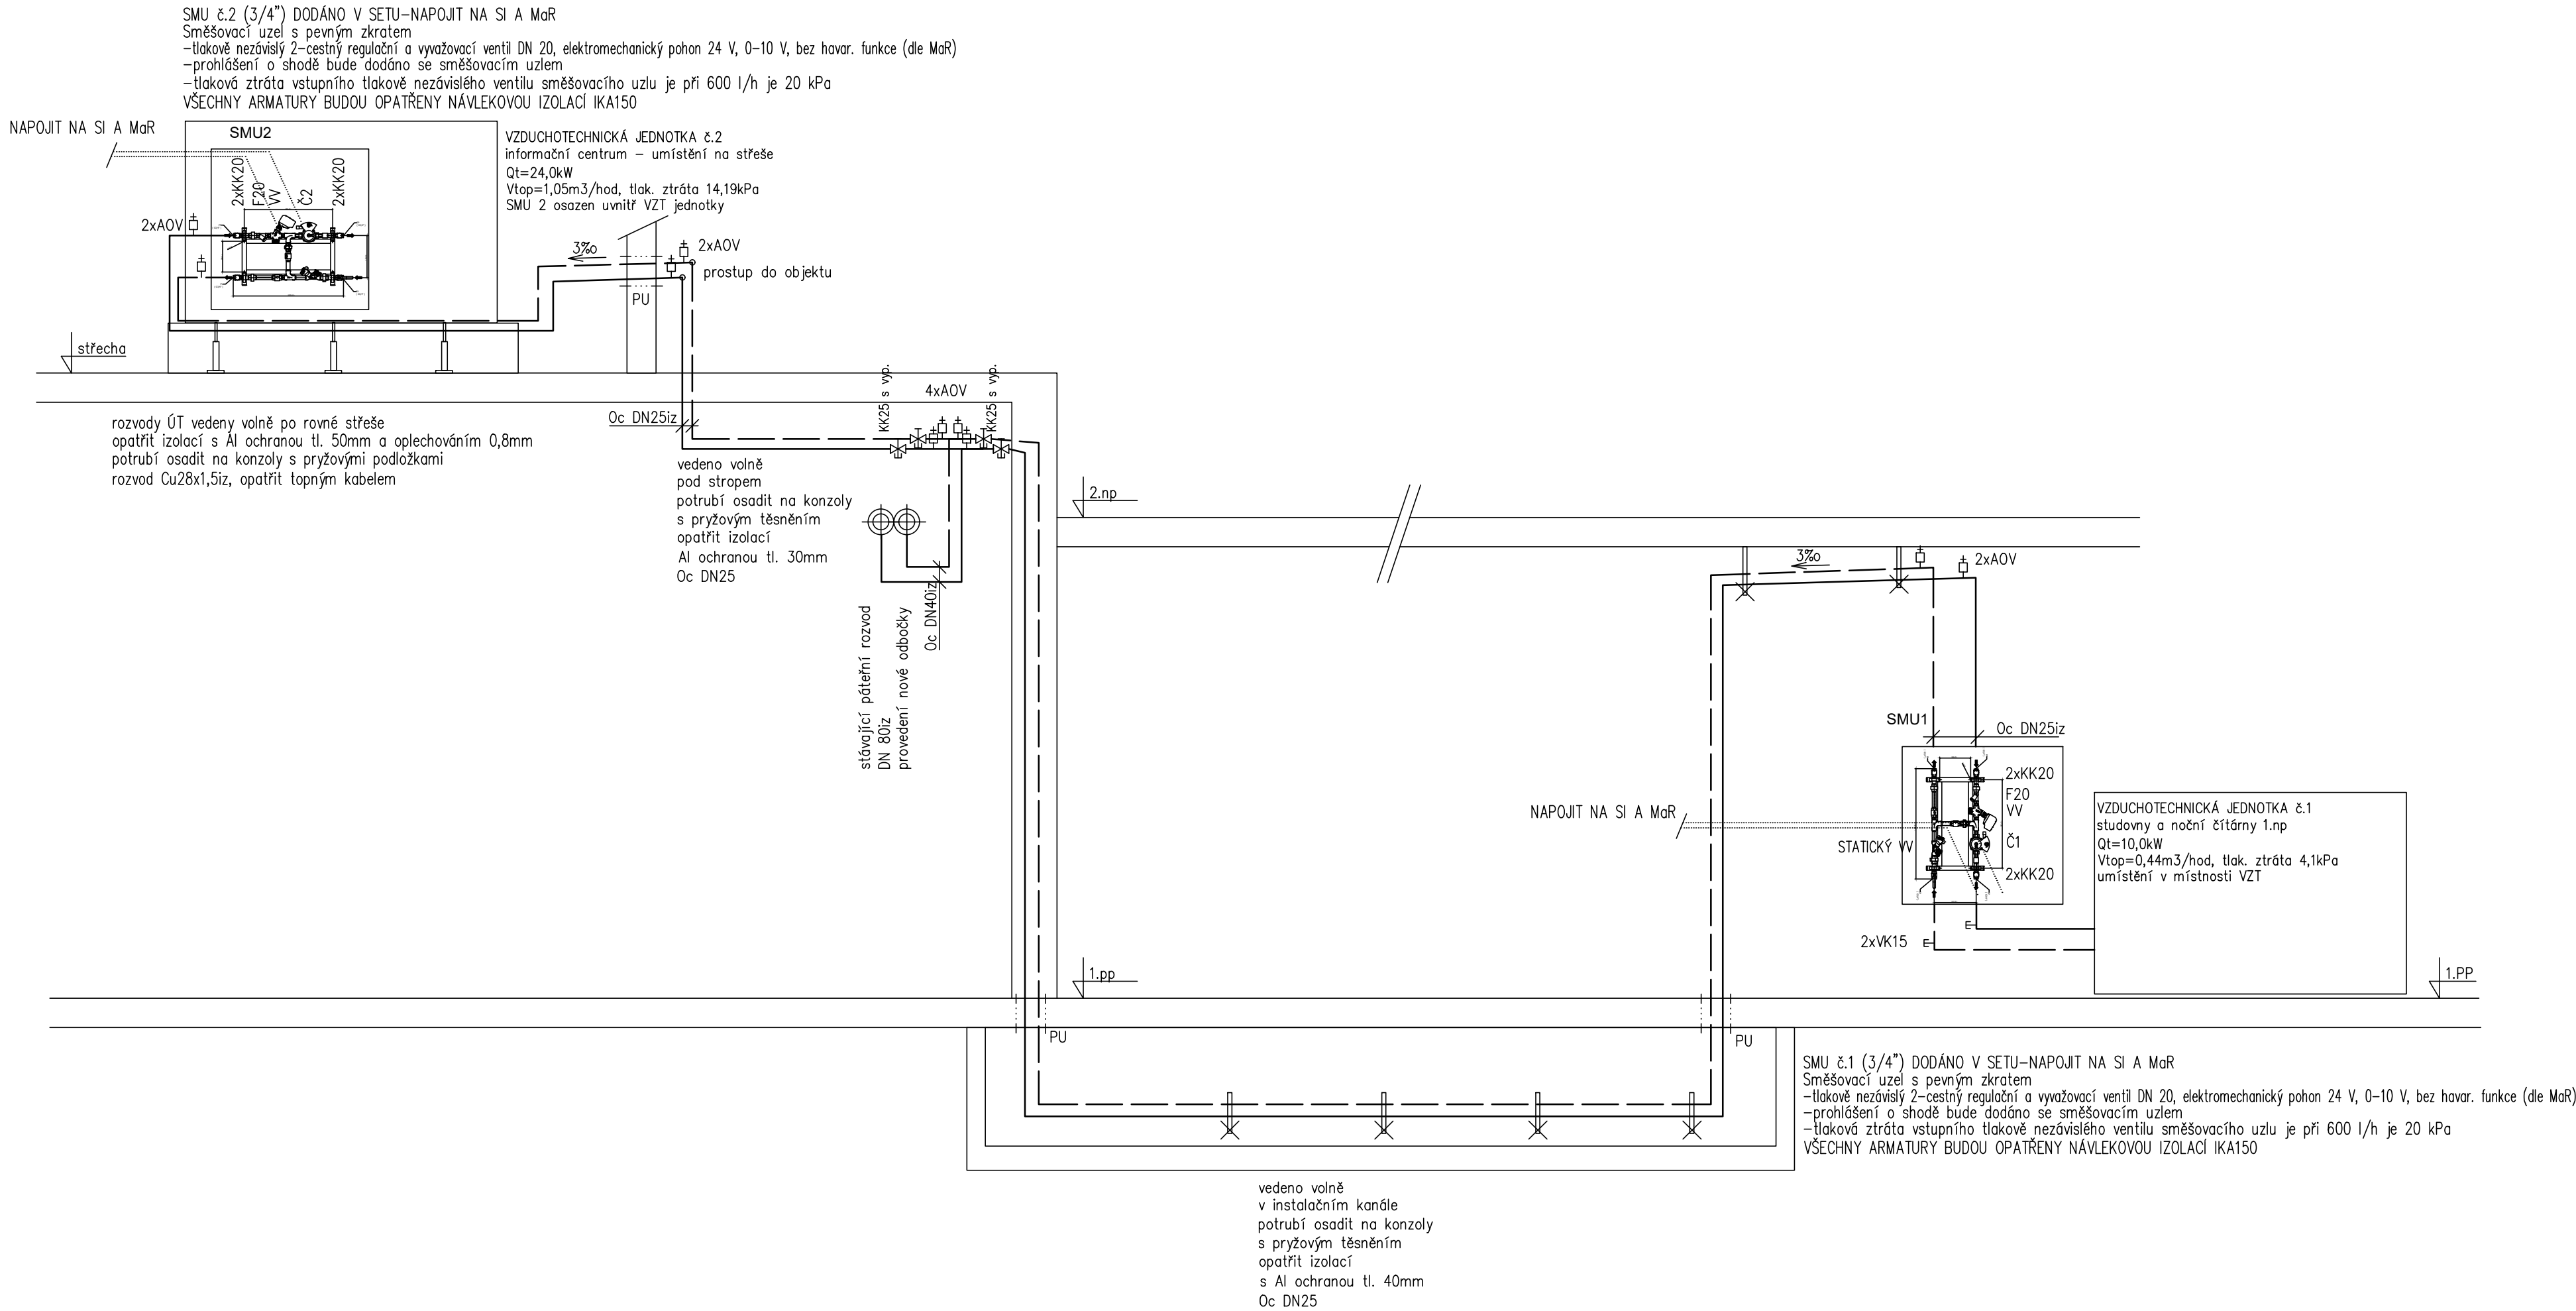 SMU č.2 (3/4") DODÁNO V SETU-NAPOJIT NA SI A MaR
Směšovací uzel s pevným zkratem
-tlakově nezávislý 2-cestný regulační a vyvažovací ventil DN 20, elektromechanický pohon 24 V, 0-10 V, bez havar. funkce (dle MaR)
-prohlášení o shodě bude dodáno se směšovacím uzlem
-tlaková ztráta vstupního tlakově nezávislého ventilu směšovacího uzlu je při 600 l/h je 20 kPa
VŠECHNY ARMATURY BUDOU OPATŘENY NÁVLEKOVOU IZOLACÍ IKA150
NAPOJIT NA SI A MaR
SMU2
2xKK20
F20
VV
Č2
2xKK20
2xAOV
VZDUCHOTECHNICKÁ JEDNOTKA č.2
informační centrum - umístění na střeše
Qt=24,0kW
Vtop=1,05m3/hod, tlak. ztráta 14,19kPa
SMU 2 osazen uvnitř VZT jednotky
3‰
2xAOV
prostup do objektu
PU
střecha
rozvody ÚT vedeny volně po rovné střeše
opatřit izolací s Al ochranou tl. 50mm a oplechováním 0,8mm
potrubí osadit na konzoly s pryžovými podložkami
rozvod Cu28x1,5iz, opatřit topným kabelem
Oc DN25iz
KK25 s vyp.
4xAOV
KK25 s vyp.
vedeno volně
pod stropem
potrubí osadit na konzoly
s pryžovým těsněním
opatřit izolací
Al ochranou tl. 30mm
Oc DN25
stávající páteřní rozvod
DN 80iz
provedení nové odbočky
Oc DN40iz
2.np
3‰
2xAOV
SMU1
Oc DN25iz
2xKK20
F20
VV
Č1
2xKK20
STATICKÝ VV
NAPOJIT NA SI A MaR
2xVK15
VZDUCHOTECHNICKÁ JEDNOTKA č.1
studovny a noční čítárny 1.np
Qt=10,0kW
Vtop=0,44m3/hod, tlak. ztráta 4,1kPa
umístění v místnosti VZT
1.pp
1.PP
PU
PU
SMU č.1 (3/4") DODÁNO V SETU-NAPOJIT NA SI A MaR
Směšovací uzel s pevným zkratem
-tlakově nezávislý 2-cestný regulační a vyvažovací ventil DN 20, elektromechanický pohon 24 V, 0-10 V, bez havar. funkce (dle MaR)
-prohlášení o shodě bude dodáno se směšovacím uzlem
-tlaková ztráta vstupního tlakově nezávislého ventilu směšovacího uzlu je při 600 l/h je 20 kPa
VŠECHNY ARMATURY BUDOU OPATŘENY NÁVLEKOVOU IZOLACÍ IKA150
vedeno volně
v instalačním kanále
potrubí osadit na konzoly
s pryžovým těsněním
opatřit izolací
s Al ochranou tl. 40mm
Oc DN25